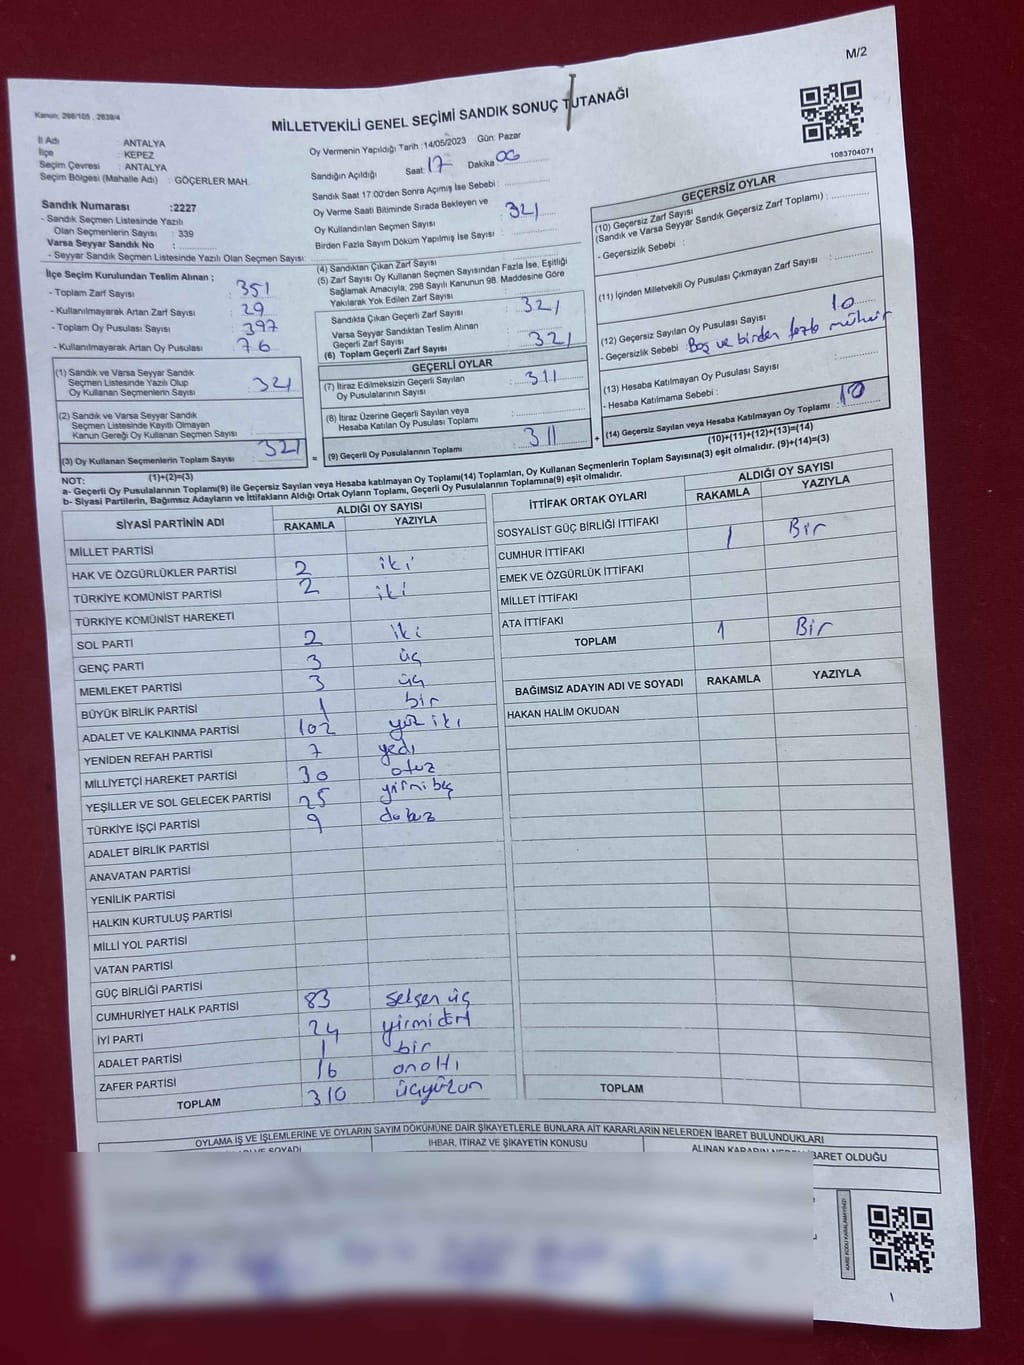 M/2
Kanun: 298/105 , 2839/4
MİLLETVEKİLİ GENEL SEÇİMİ SANDIK SONUÇ TUTANAĞI
1083704071
İl Adı : ANTALYA
İlçe : KEPEZ
Seçim Çevresi : ANTALYA
Seçim Bölgesi (Mahalle Adı) : GÖÇERLER MAH.
Sandık Numarası :2227
- Sandık Seçmen Listesinde Yazılı
Olan Seçmenlerin Sayısı : 339
Varsa Seyyar Sandık No :
- Seyyar Sandık Seçmen Listesinde Yazılı Olan Seçmen Sayısı:
Oy Vermenin Yapıldığı Tarih :14/05/2023 Gün: Pazar
Sandığın Açıldığı Saat: 17 Dakika
Sandık Saat 17:00'den Sonra Açımış İse Sebebi :
Oy Verme Saati Bitiminde Sırada Bekleyen ve
Oy Kullandırılan Seçmen Sayısı : 321
Birden Fazla Sayım Döküm Yapılmış İse Sayısı :
İlçe Seçim Kurulundan Teslim Alınan ;
- Toplam Zarf Sayısı : 351
- Kullanılmayarak Artan Zarf Sayısı : 29
- Toplam Oy Pusulası Sayısı : 397
- Kullanılmayarak Artan Oy Pusulası : 76
(1) Sandık ve Varsa Seyyar Sandık
Seçmen Listesinde Yazılı Olup
Oy Kullanan Seçmenlerin Sayısı : 321
(2) Sandık ve Varsa Seyyar Sandık
Seçmen Listesinde Kayıtlı Olmayan
Kanun Gereği Oy Kullanan Seçmen Sayısı :
(3) Oy Kullanan Seçmenlerin Toplam Sayısı : 321
(1)+(2)=(3)
(4) Sandıktan Çıkan Zarf Sayısı
(5) Zarf Sayısı Oy Kullanan Seçmen Sayısından Fazla İse, Eşitliği
Sağlamak Amacıyla, 298 Sayılı Kanunun 98. Maddesine Göre
Yakılarak Yok Edilen Zarf Sayısı
Sandıkta Çıkan Geçerli Zarf Sayısı : 321
Varsa Seyyar Sandıktan Teslim Alınan
Geçerli Zarf Sayısı
(6) Toplam Geçerli Zarf Sayısı : 321
GEÇERLİ OYLAR
(7) İtiraz Edilmeksizin Geçerli Sayılan
Oy Pusulalarının Sayısı : 311
(8) İtiraz Üzerine Geçerli Sayılan veya
Hesaba Katılan Oy Pusulası Toplamı :
(9) Geçerli Oy Pusulalarının Toplamı : 311
GEÇERSİZ OYLAR
(10) Geçersiz Zarf Sayısı
(Sandık ve Varsa Seyyar Sandık Geçersiz Zarf Toplamı) :
- Geçersizlik Sebebi :
(11) İçinden Milletvekili Oy Pusulası Çıkmayan Zarf Sayısı :
(12) Geçersiz Sayılan Oy Pusulası Sayısı : 10
- Geçersizlik Sebebi : Boş ve birden fazla mühür
(13) Hesaba Katılmayan Oy Pusulası Sayısı :
- Hesaba Katılmama Sebebi :
(14) Geçersiz Sayılan veya Hesaba Katılmayan Oy Toplamı : 10
(10)+(11)+(12)+(13)=(14)
NOT:
a- Geçerli Oy Pusulalarının Toplamı(9) ile Geçersiz Sayılan veya Hesaba katılmayan Oy Toplamı(14) Toplamları, Oy Kullanan Seçmenlerin Toplam Sayısına(3) eşit olmalıdır. (9)+(14)=(3)
b- Siyasi Partilerin, Bağımsız Adayların ve İttifakların Aldığı Ortak Oyların Toplamı, Geçerli Oy Pusulalarının Toplamına(9) eşit olmalıdır.
SİYASİ PARTİNİN ADI ALDIĞI OY SAYISI
RAKAMLA YAZIYLA
MİLLET PARTİSİ
HAK VE ÖZGÜRLÜKLER PARTİSİ 2 iki
TÜRKİYE KOMÜNİST PARTİSİ 2 iki
TÜRKİYE KOMÜNİST HAREKETİ
SOL PARTİ 2 iki
GENÇ PARTİ 3 üç
MEMLEKET PARTİSİ 3 üç
BÜYÜK BİRLİK PARTİSİ 1 bir
ADALET VE KALKINMA PARTİSİ 102 yüz iki
YENİDEN REFAH PARTİSİ 7 yedi
MİLLİYETÇİ HAREKET PARTİSİ 30 otuz
YEŞİLLER VE SOL GELECEK PARTİSİ 25 yirmi beş
TÜRKİYE İŞÇİ PARTİSİ 9 dokuz
ADALET BİRLİK PARTİSİ
ANAVATAN PARTİSİ
YENİLİK PARTİSİ
HALKIN KURTULUŞ PARTİSİ
MİLLİ YOL PARTİSİ
VATAN PARTİSİ
GÜÇ BİRLİĞİ PARTİSİ
CUMHURİYET HALK PARTİSİ 83 seksen üç
İYİ PARTİ 24 yirmi dört
ADALET PARTİSİ 1 bir
ZAFER PARTİSİ 16 onaltı
TOPLAM 310 üçyüzon
İTTİFAK ORTAK OYLARI ALDIĞI OY SAYISI
RAKAMLA YAZIYLA
SOSYALİST GÜÇ BİRLİĞİ İTTİFAKI
CUMHUR İTTİFAKI 1 Bir
EMEK VE ÖZGÜRLÜK İTTİFAKI
MİLLET İTTİFAKI
ATA İTTİFAKI
TOPLAM 1 Bir
BAĞIMSIZ ADAYIN ADI VE SOYADI RAKAMLA YAZIYLA
HAKAN HALİM OKUDAN
TOPLAM
OYLAMA İŞ VE İŞLEMLERİNE VE OYLARIN SAYIM DÖKÜMÜNE DAİR ŞİKAYETLERLE BUNLARA AİT KARARLARIN NELERDEN İBARET BULUNDUKLARI
SOYADI İHBAR, İTİRAZ VE ŞİKAYETİN KONUSU ALINAN KARARIN NEDEN İBARET OLDUĞU
KARE KODU KARALAMAYINIZ!